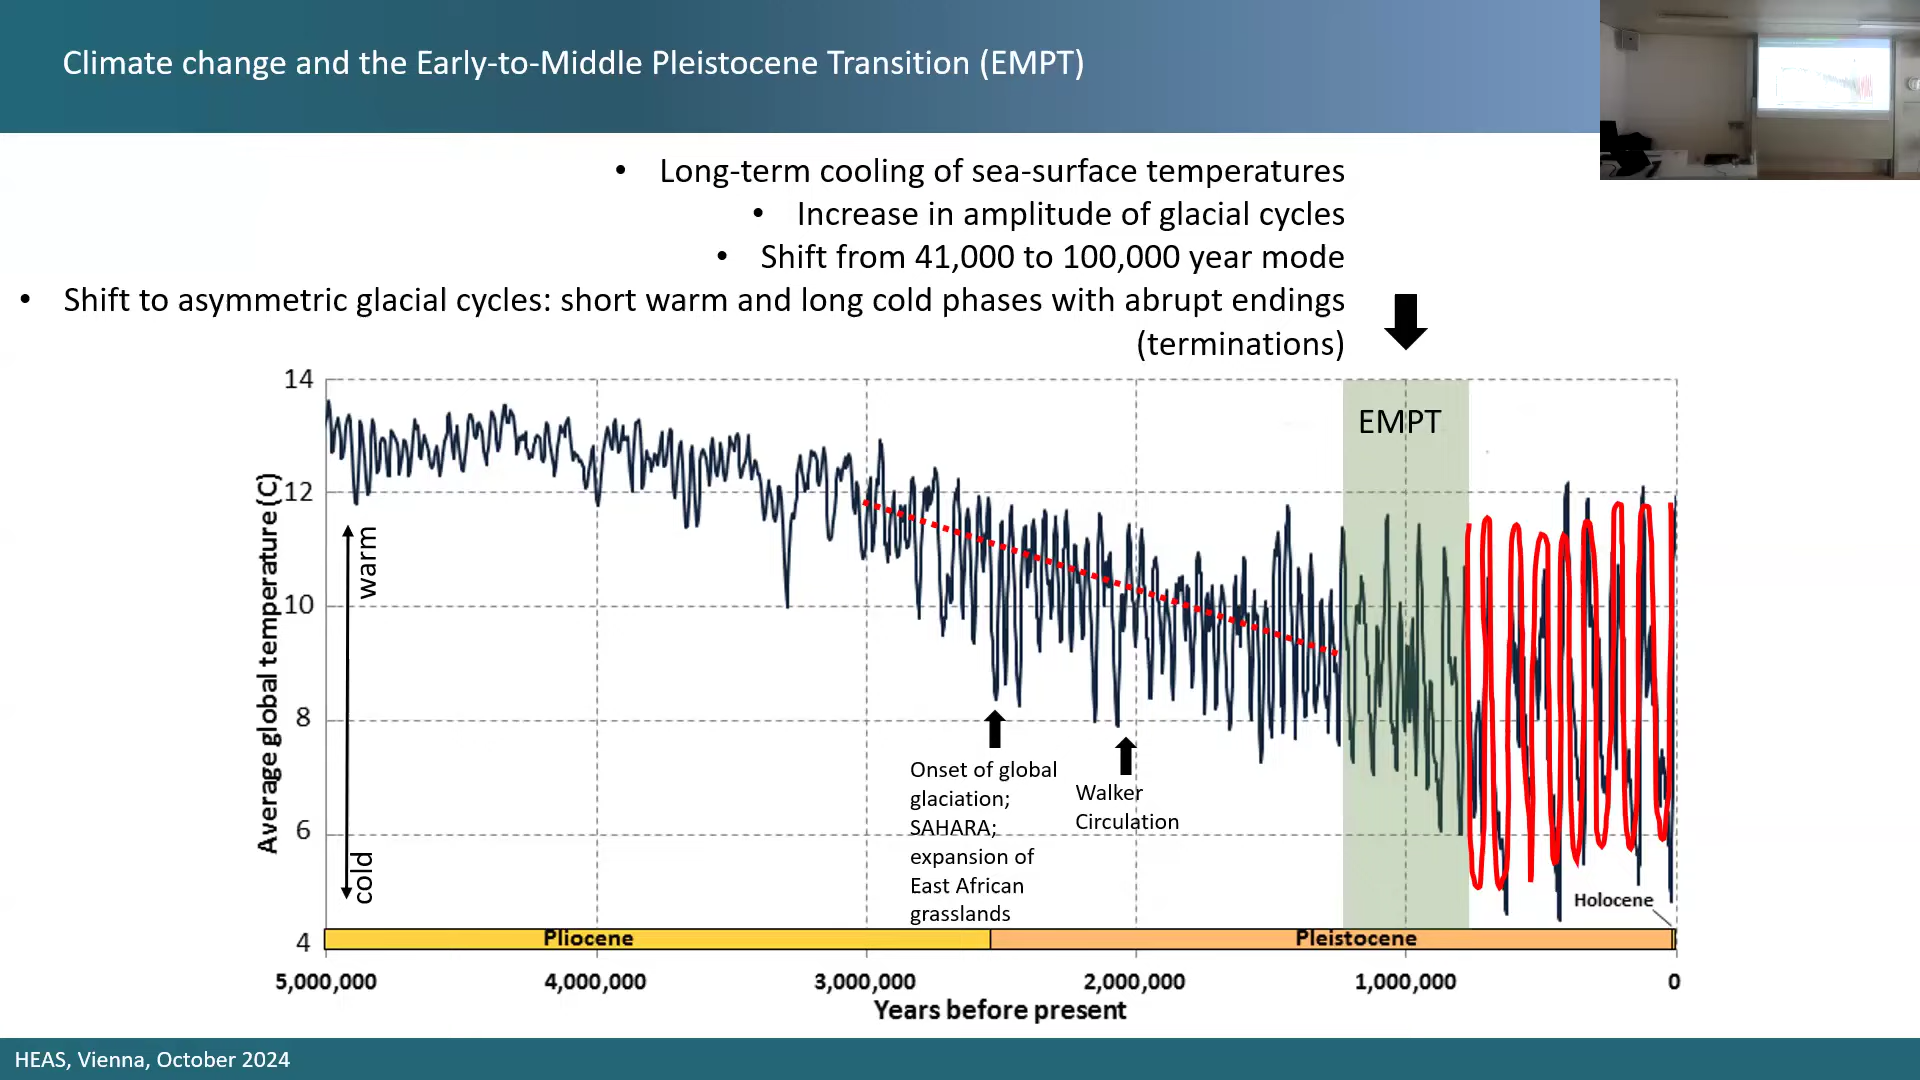 Climate change and the Early-to-Middle Pleistocene Transition (EMPT)
• Long-term cooling of sea-surface temperatures
• Increase in amplitude of glacial cycles
• Shift from 41,000 to 100,000 year mode
• Shift to asymmetric glacial cycles: short warm and long cold phases with abrupt endings
(terminations)
14
12
10
8
6
4
Average global temperature (C)
warm
cold
EMPT
Onset of global
glaciation;
SAHARA;
expansion of
East African
grasslands
Walker
Circulation
Holocene
Pliocene
Pleistocene
5,000,000
4,000,000
3,000,000
2,000,000
1,000,000
0
Years before present
HEAS, Vienna, October 2024